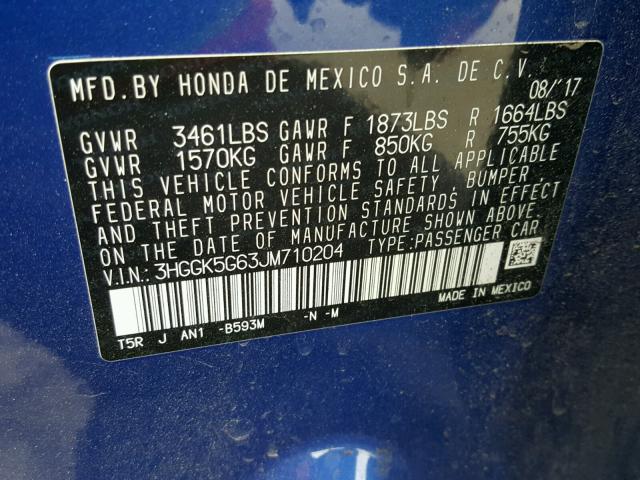 MFD.BY HONDA DE MEXICO S.A. DE C.V.
08/'17
GVWR 3461LBS GAWR F 1873LBS R 1664LBS
GVWR 1570KG GAWR F 850KG R 755KG
THIS VEHICLE CONFORMS TO ALL APPLICABLE
FEDERAL MOTOR VEHICLE SAFETY, BUMPER,
AND THEFT PREVENTION STANDARDS IN EFFECT
ON THE DATE OF MANUFACTURE SHOWN ABOVE.
V.I.N.: 3HGGK5G63JM710204 TYPE:PASSENGER CAR
MADE IN MEXICO
T5R J AN1 -B593M -N -M